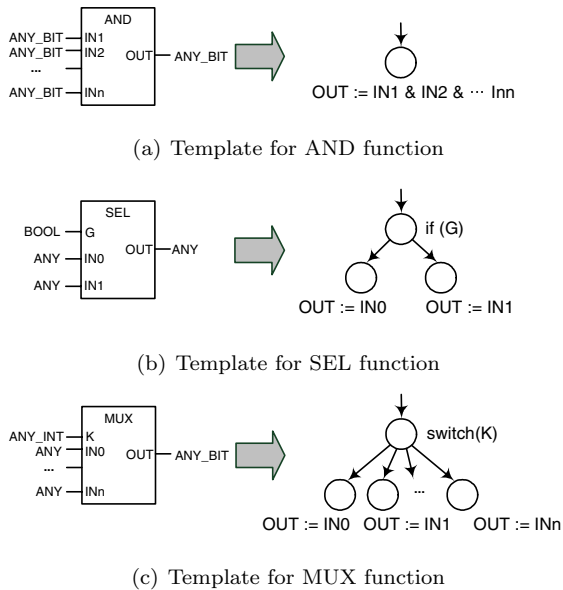 AND
ANY_BIT IN1
ANY_BIT IN2
... OUT ANY_BIT
ANY_BIT INn
OUT := IN1 & IN2 & ... Inn
(a) Template for AND function
SEL
BOOL G
if (G)
ANY IN0 OUT ANY
ANY IN1
OUT := IN0 OUT := IN1
(b) Template for SEL function
MUX
ANY_INT K
switch(K)
ANY IN0
... OUT ANY_BIT
ANY INn
...
OUT := IN0 OUT := IN1 OUT := INn
(c) Template for MUX function